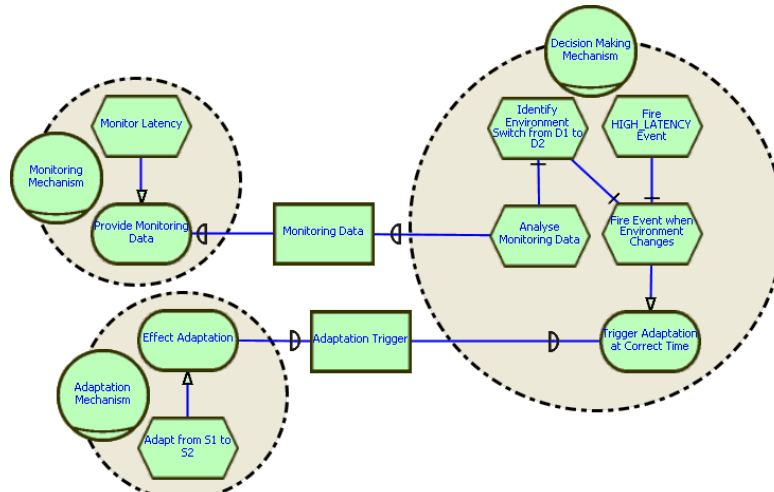 Decision Making
Mechanism
Monitor Latency
Identify
Environment
Switch from D1 to
D2
Fire
HIGH_LATENCY
Event
Monitoring
Mechanism
Provide Monitoring
Data
Monitoring Data
Analyse
Monitoring Data
Fire Event when
Environment
Changes
Effect Adaptation
Adaptation Trigger
Trigger Adaptation
at Correct Time
Adaptation
Mechanism
Adapt from S1 to
S2